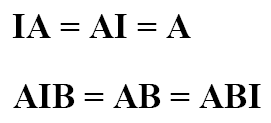 IA = AI = A
AIB = AB = ABI